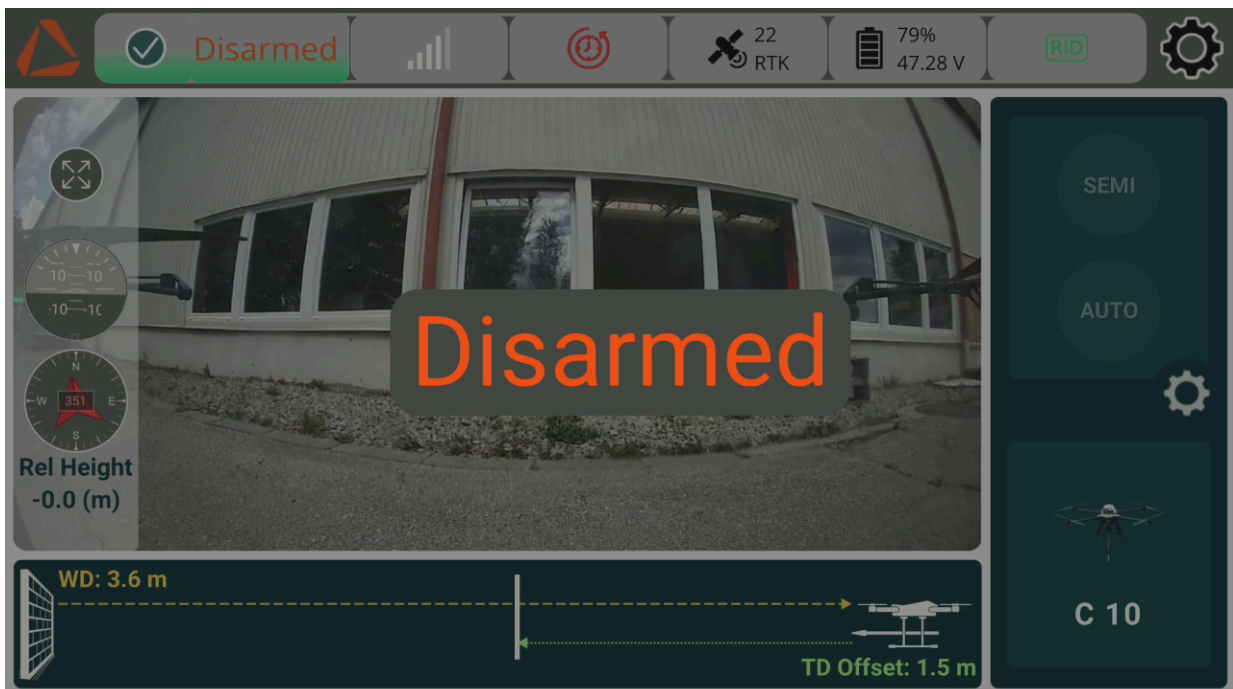 Disarmed
22
RTK
79%
47.28 V
RID
SEMI
AUTO
10 10
-10 -10
N
W 351 E
S
Rel Height
-0.0 (m)
Disarmed
WD: 3.6 m
TD Offset: 1.5 m
C 10